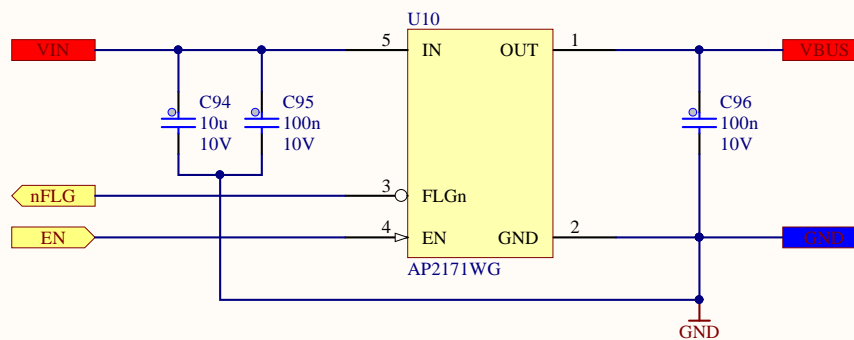 U10
VIN
5
IN
OUT
1
VBUS
C94
10u
10V
C95
100n
10V
C96
100n
10V
nFLG
3
FLGn
EN
4
EN
GND
2
GND
AP2171WG
GND